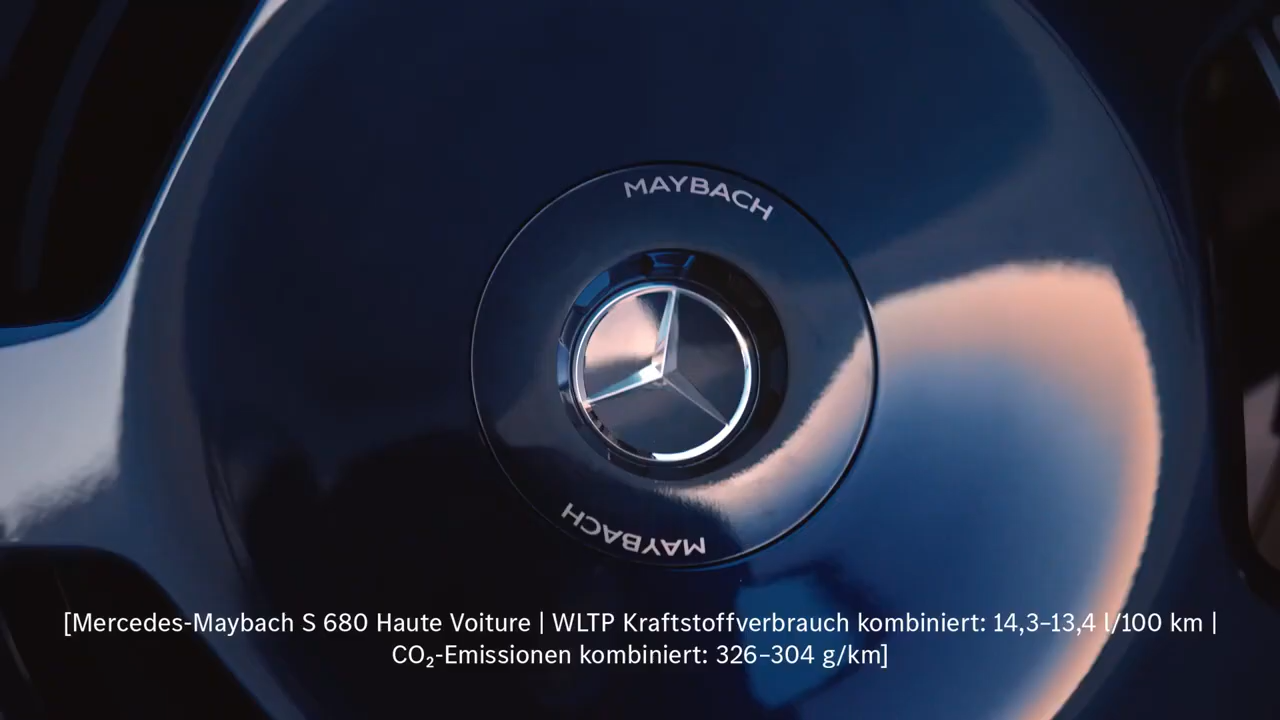 MAYBACH
MAYBACH
[Mercedes-Maybach S 680 Haute Voiture | WLTP Kraftstoffverbrauch kombiniert: 14,3–13,4 l/100 km |
CO₂-Emissionen kombiniert: 326–304 g/km]